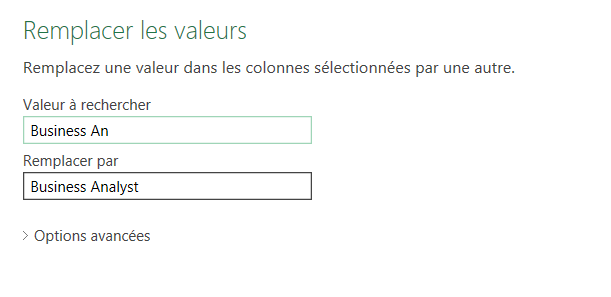 Remplacer les valeurs
Remplacez une valeur dans les colonnes sélectionnées par une autre.
Valeur à rechercher
Business An
Remplacer par
Business Analyst
Options avancées